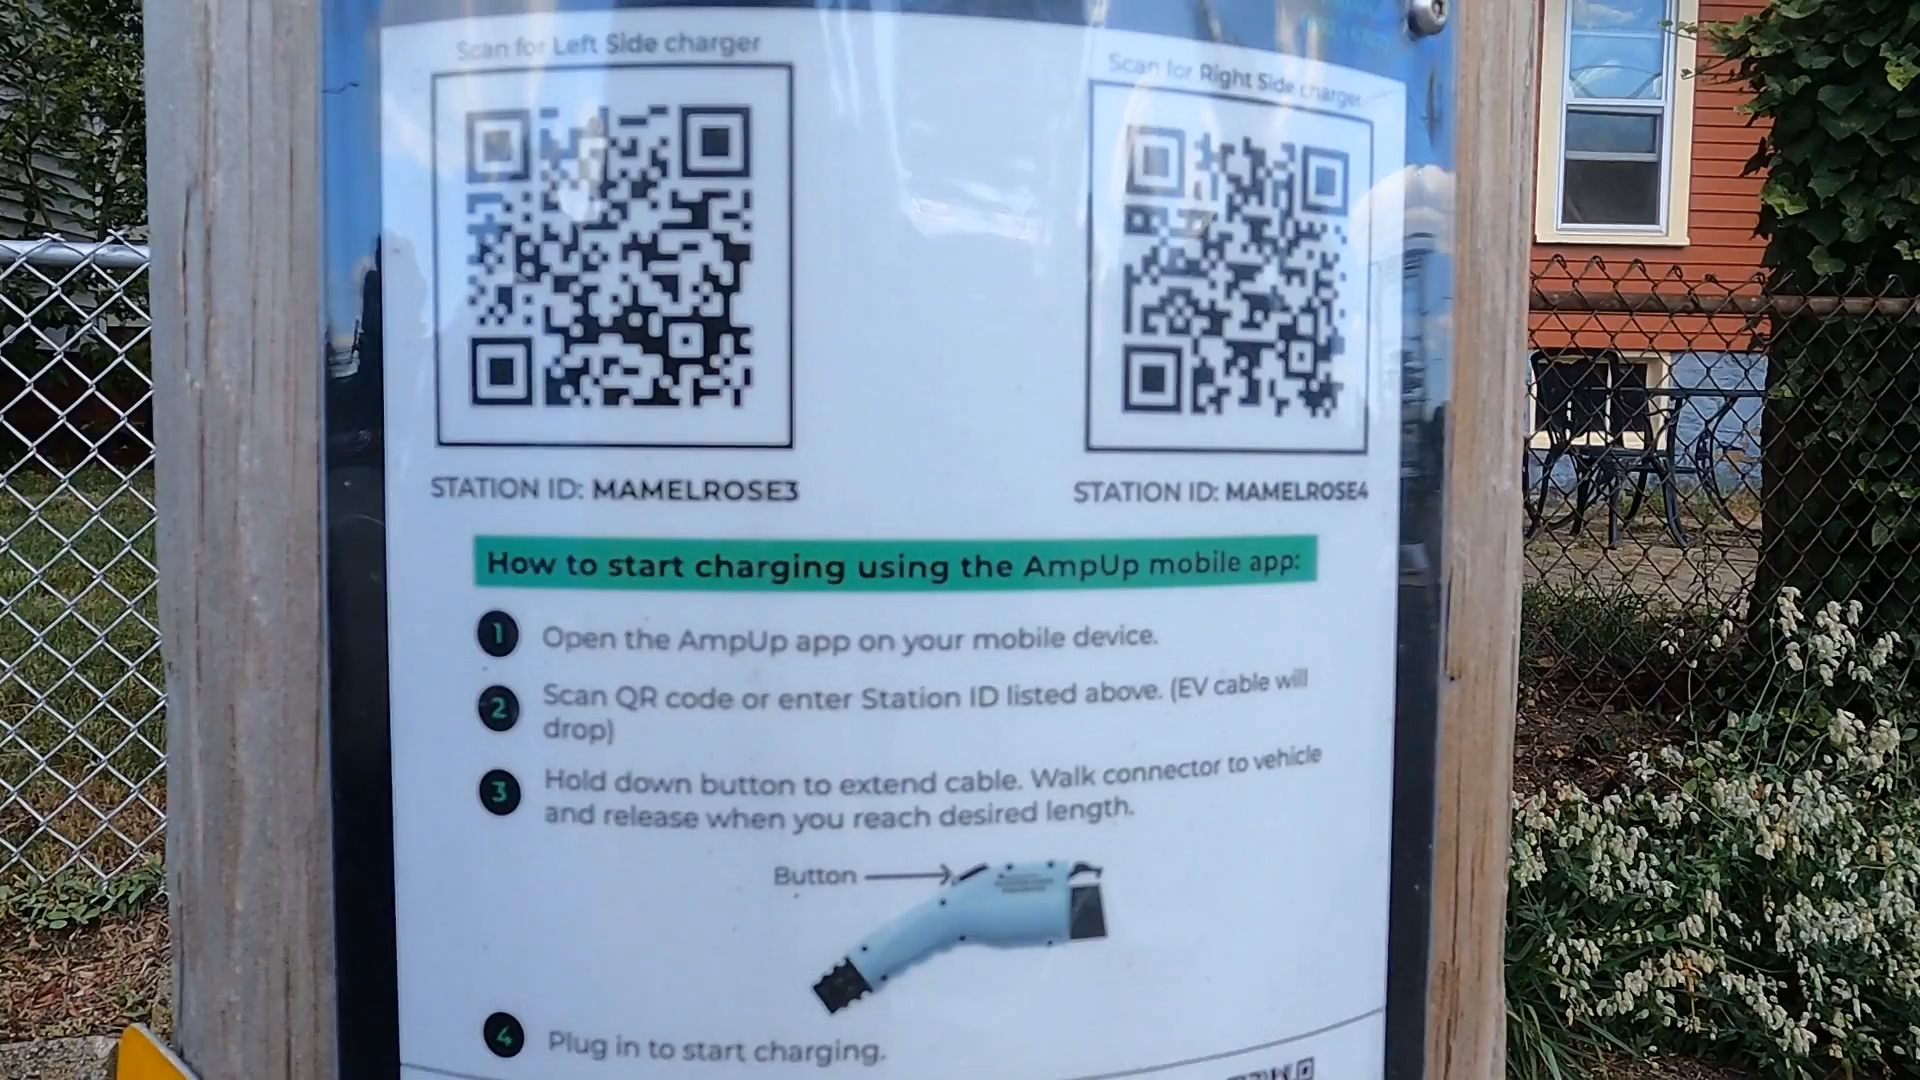 Scan for Left Side charger
Scan for Right Side charger
STATION ID: MAMELROSE3
STATION ID: MAMELROSE4
How to start charging using the AmpUp mobile app:
1 Open the AmpUp app on your mobile device.
2 Scan QR code or enter Station ID listed above. (EV cable will
drop)
3 Hold down button to extend cable. Walk connector to vehicle
and release when you reach desired length.
Button
4 Plug in to start charging.